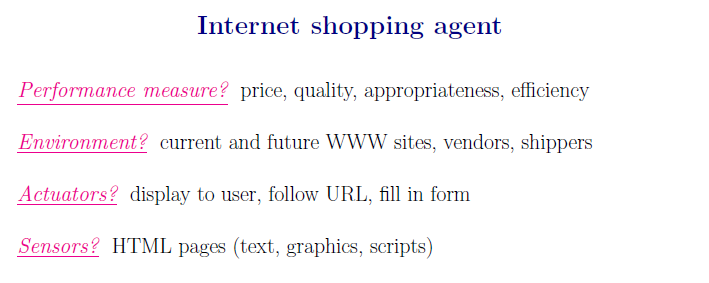 Internet shopping agent
Performance measure? price, quality, appropriateness, efficiency
Environment? current and future WWW sites, vendors, shippers
Actuators? display to user, follow URL, fill in form
Sensors? HTML pages (text, graphics, scripts)